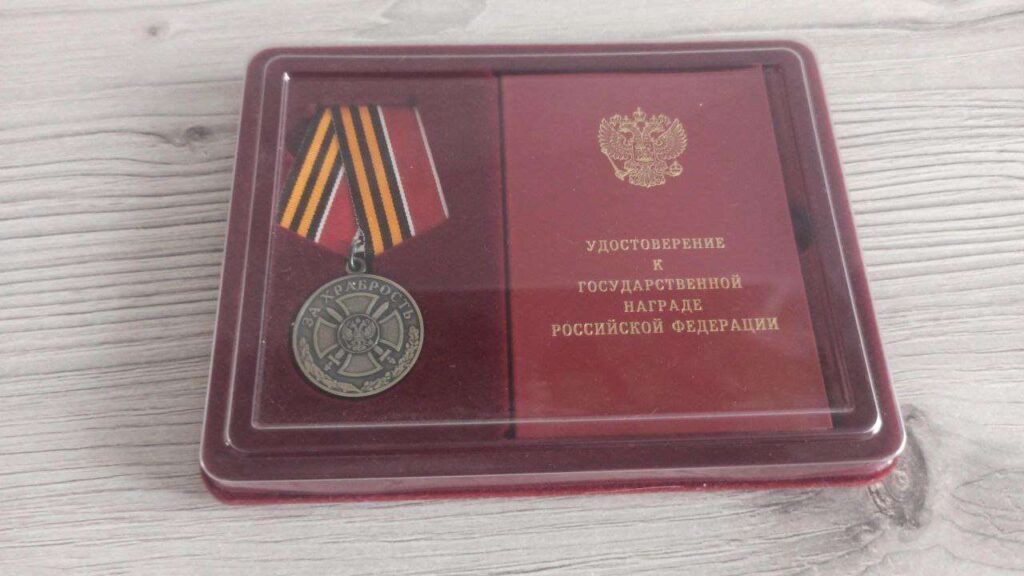 ЗА ХРАБРОСТЬ
УДОСТОВЕРЕНИЕ
К
ГОСУДАРСТВЕННОЙ
НАГРАДЕ
РОССИЙСКОЙ ФЕДЕРАЦИИ